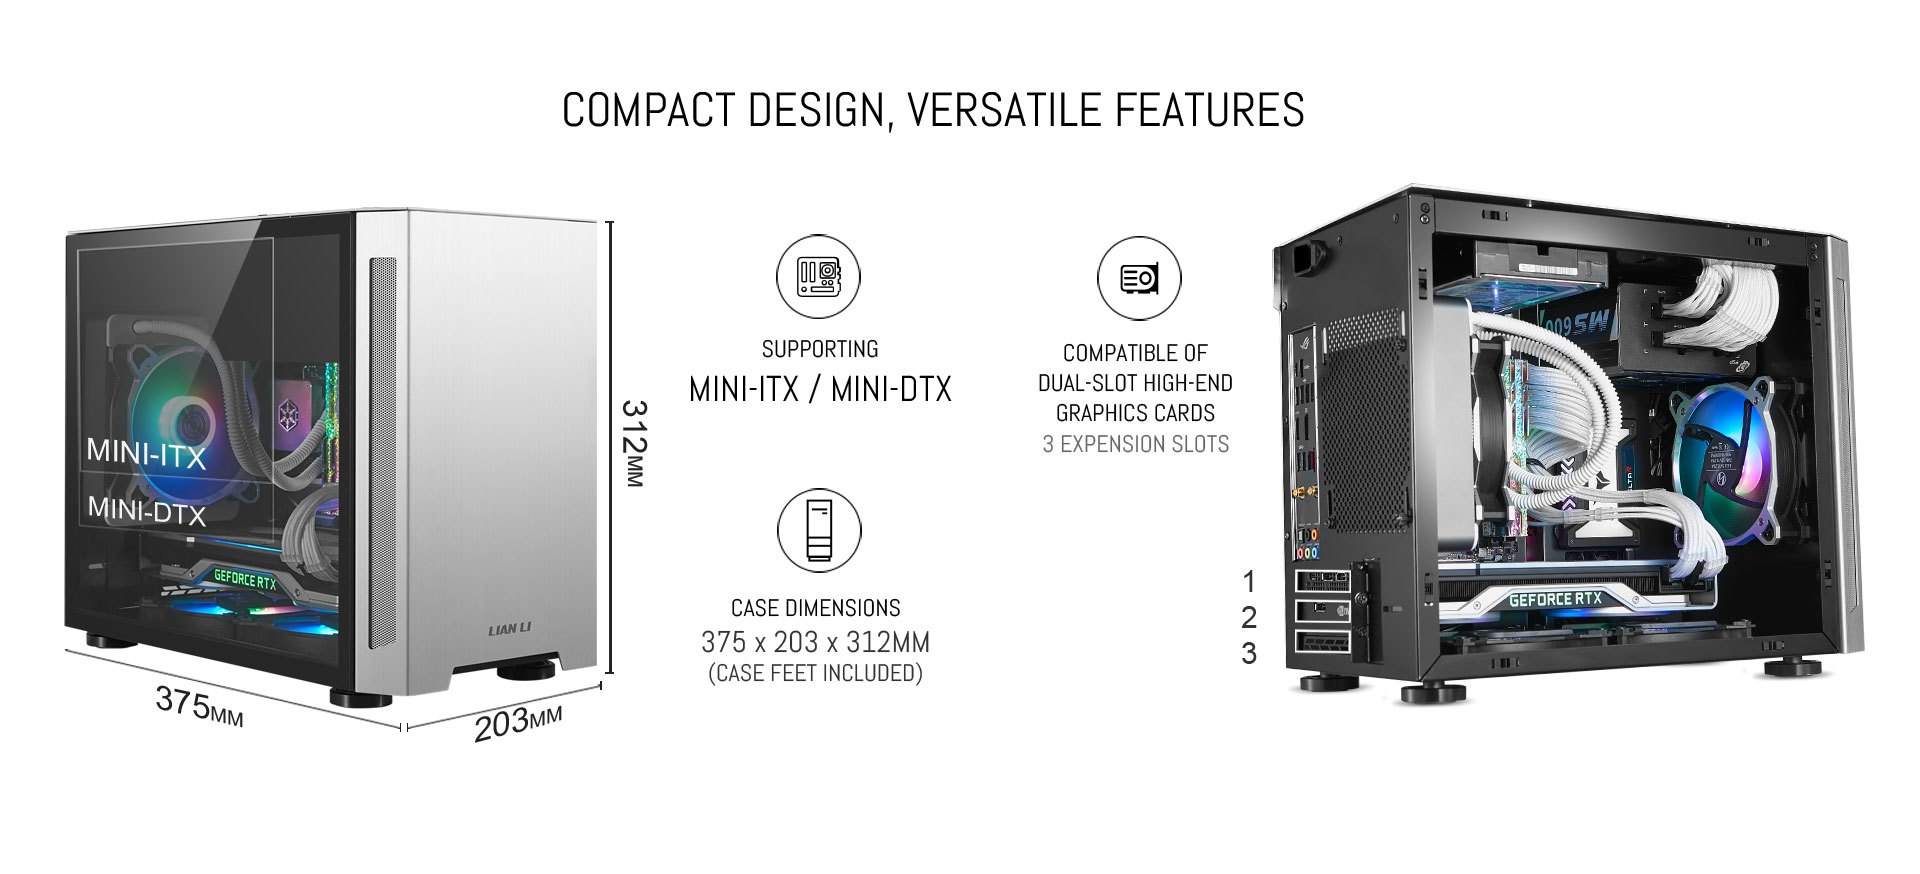 COMPACT DESIGN, VERSATILE FEATURES
MINI-ITX
MINI-DTX
GEFORCE RTX
LIAN LI
312MM
375MM
203MM
SUPPORTING
MINI-ITX / MINI-DTX
CASE DIMENSIONS
375 x 203 x 312MM
(CASE FEET INCLUDED)
COMPATIBLE OF
DUAL-SLOT HIGH-END
GRAPHICS CARDS
3 EXPENSION SLOTS
1
2
3
GEFORCE RTX